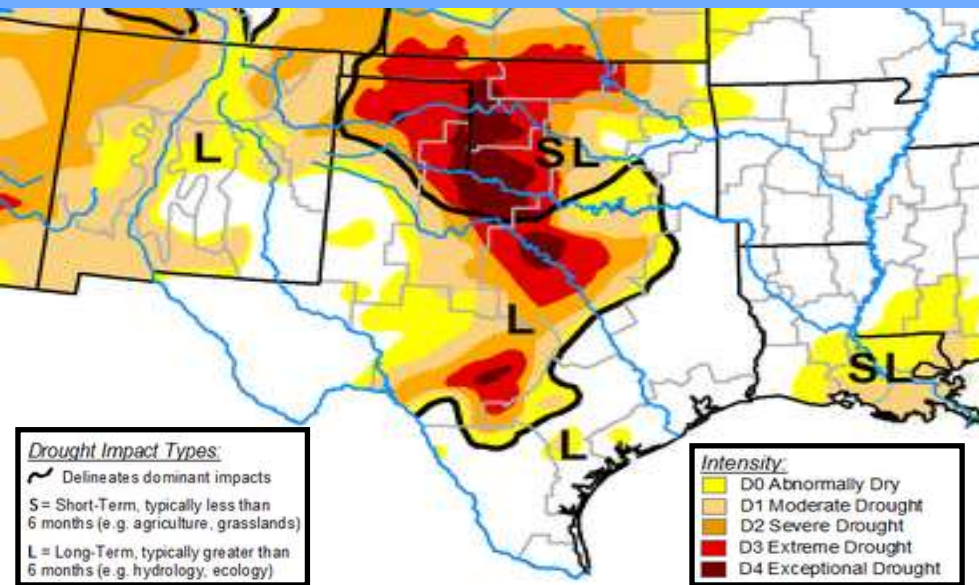 L
SL
L
SL
L
Drought Impact Types:
Delineates dominant impacts
S = Short-Term, typically less than
6 months (e.g. agriculture, grasslands)
L = Long-Term, typically greater than
6 months (e.g. hydrology, ecology)
Intensity:
D0 Abnormally Dry
D1 Moderate Drought
D2 Severe Drought
D3 Extreme Drought
D4 Exceptional Drought